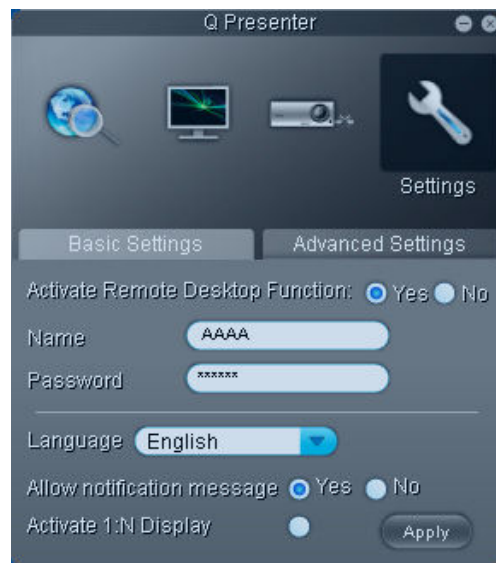 Q Presenter
Settings
Basic Settings Advanced Settings
Activate Remote Desktop Function: Yes No
Name AAAA
Password ******
Language English
Allow notification message Yes No
Activate 1:N Display Apply